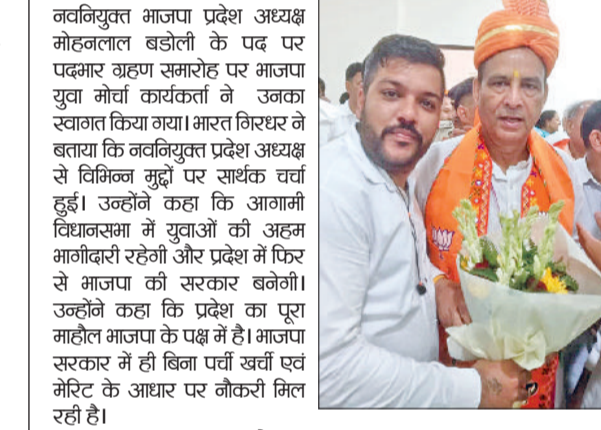 नवनियुक्त भाजपा प्रदेश अध्यक्ष
मोहनलाल बडोली के पद पर
पदभार ग्रहण समारोह पर भाजपा
युवा मोर्चा कार्यकर्ता ने उनका
स्वागत किया गया। भारत गिरधर ने
बताया कि नवनियुक्त प्रदेश अध्यक्ष
से विभिन्न मुद्दों पर सार्थक चर्चा
हुई। उन्होंने कहा कि आगामी
विधानसभा में युवाओं की अहम
भागीदारी रहेगी और प्रदेश में फिर
से भाजपा की सरकार बनेगी।
उन्होंने कहा कि प्रदेश का पूरा
माहौल भाजपा के पक्ष में है। भाजपा
सरकार में ही बिना पर्ची खर्ची एवं
मेरिट के आधार पर नौकरी मिल
रही है।